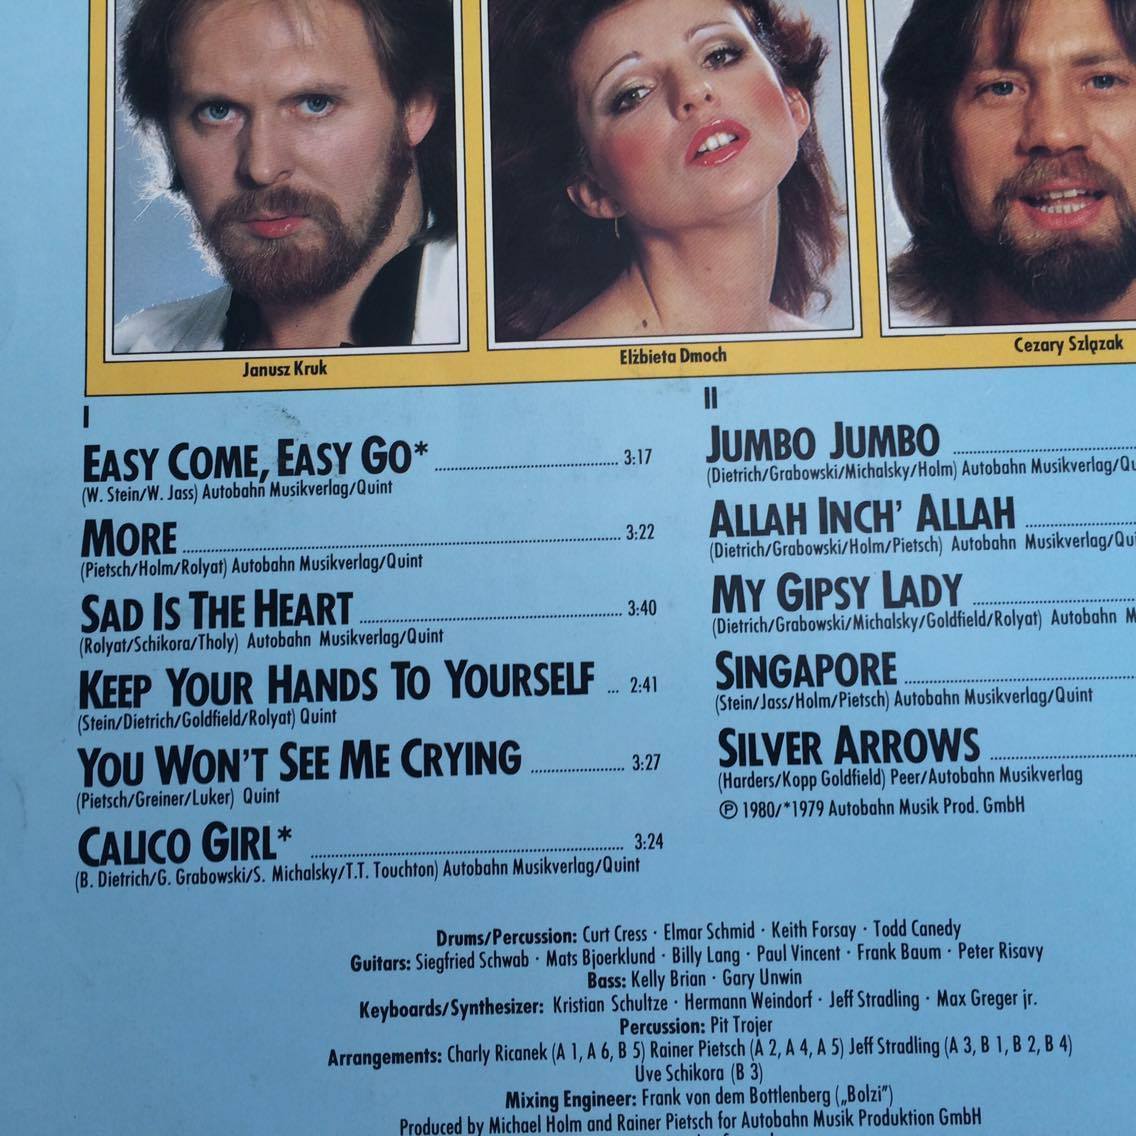 Janusz Kruk
Elżbieta Dmoch
Cezary Szlązak
I
EASY COME, EASY GO* 3:17
(W. Stein/W. Jass) Autobahn Musikverlag/Quint
MORE 3:22
(Pietsch/Holm/Rolyat) Autobahn Musikverlag/Quint
SAD IS THE HEART 3:40
(Rolyat/Schikora/Tholy) Autobahn Musikverlag/Quint
KEEP YOUR HANDS TO YOURSELF ... 2:41
(Stein/Dietrich/Goldfield/Rolyat) Quint
YOU WON'T SEE ME CRYING 3:27
(Pietsch/Greiner/Luker) Quint
CALICO GIRL* 3:24
(B. Dietrich/G. Grabowski/S. Michalsky/T.T. Touchton) Autobahn Musikverlag/Quint
II
JUMBO JUMBO
(Dietrich/Grabowski/Michalsky/Holm) Autobahn Musikverlag/Qu
ALLAH INCH' ALLAH
(Dietrich/Grabowski/Holm/Pietsch) Autobahn Musikverlag/Qui
MY GIPSY LADY
(Dietrich/Grabowski/Michalsky/Goldfield/Rolyat) Autobahn M
SINGAPORE
(Stein/Jass/Holm/Pietsch) Autobahn Musikverlag/Quint
SILVER ARROWS
(Harders/Kopp Goldfield) Peer/Autobahn Musikverlag
℗ 1980/*1979 Autobahn Musik Prod. GmbH
Drums/Percussion: Curt Cress · Elmar Schmid · Keith Forsay · Todd Canedy
Guitars: Siegfried Schwab · Mats Bjoerklund · Billy Lang · Paul Vincent · Frank Baum · Peter Risavy
Bass: Kelly Brian · Gary Unwin
Keyboards/Synthesizer: Kristian Schultze · Hermann Weindorf · Jeff Stradling · Max Greger jr.
Percussion: Pit Trojer
Arrangements: Charly Ricanek (A 1, A 6, B 5) Rainer Pietsch (A 2, A 4, A 5) Jeff Stradling (A 3, B 1, B 2, B 4)
Uve Schikora (B 3)
Mixing Engineer: Frank von dem Bottlenberg („Bolzi")
Produced by Michael Holm and Rainer Pietsch for Autobahn Musik Produktion GmbH